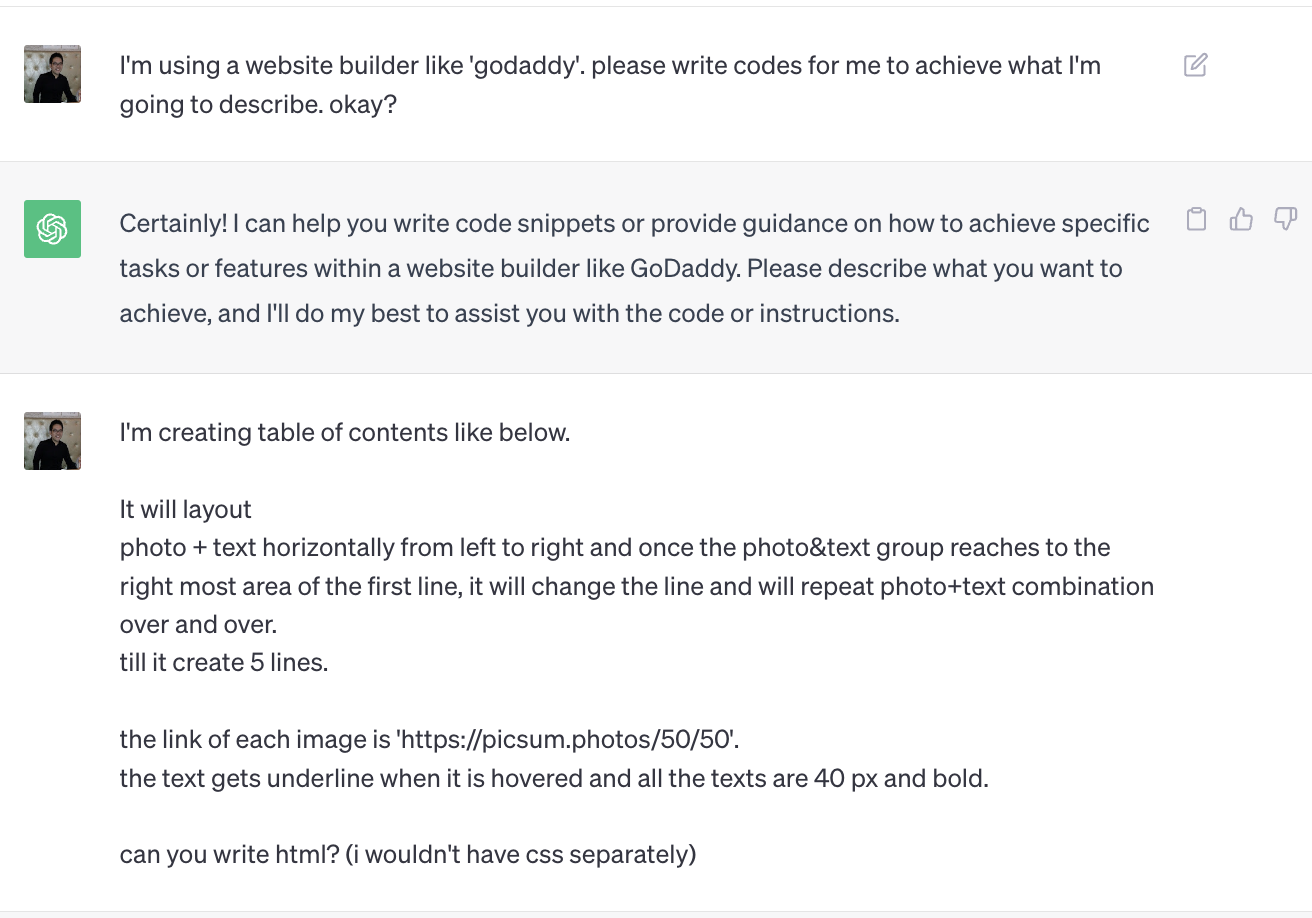 I'm using a website builder like 'godaddy'. please write codes for me to achieve what I'm
going to describe. okay?
Certainly! I can help you write code snippets or provide guidance on how to achieve specific
tasks or features within a website builder like GoDaddy. Please describe what you want to
achieve, and I'll do my best to assist you with the code or instructions.
I'm creating table of contents like below.
It will layout
photo + text horizontally from left to right and once the photo&text group reaches to the
right most area of the first line, it will change the line and will repeat photo+text combination
over and over.
till it create 5 lines.
the link of each image is 'https://picsum.photos/50/50'.
the text gets underline when it is hovered and all the texts are 40 px and bold.
can you write html? (i wouldn't have css separately)